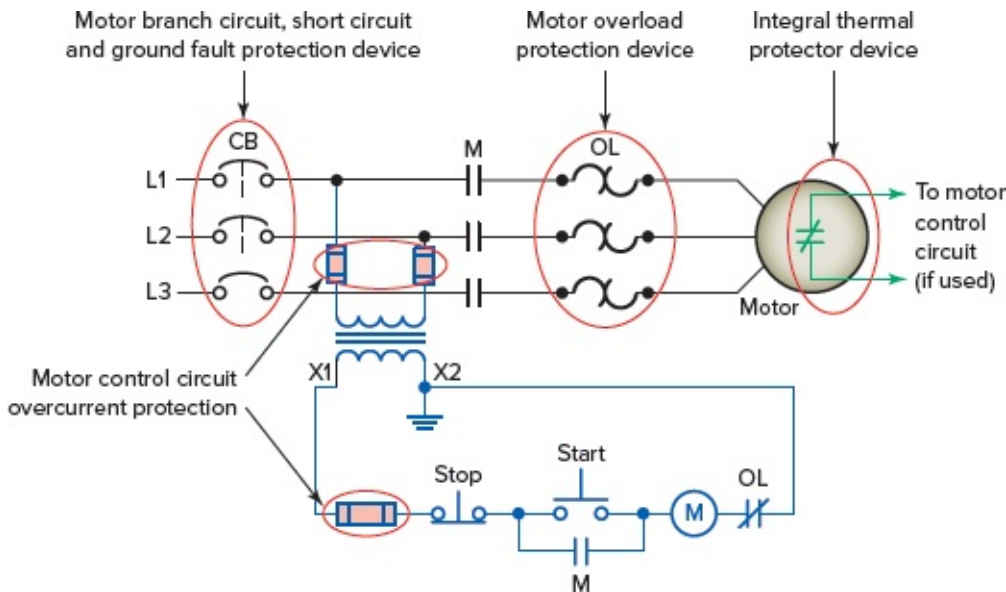 Motor branch circuit, short circuit
and ground fault protection device
Motor overload
protection device
Integral thermal
protector device
CB
M
OL
L1
L2
L3
To motor
control
circuit
(if used)
Motor
Motor control circuit
overcurrent protection
X1
X2
Stop
Start
M
OL
M